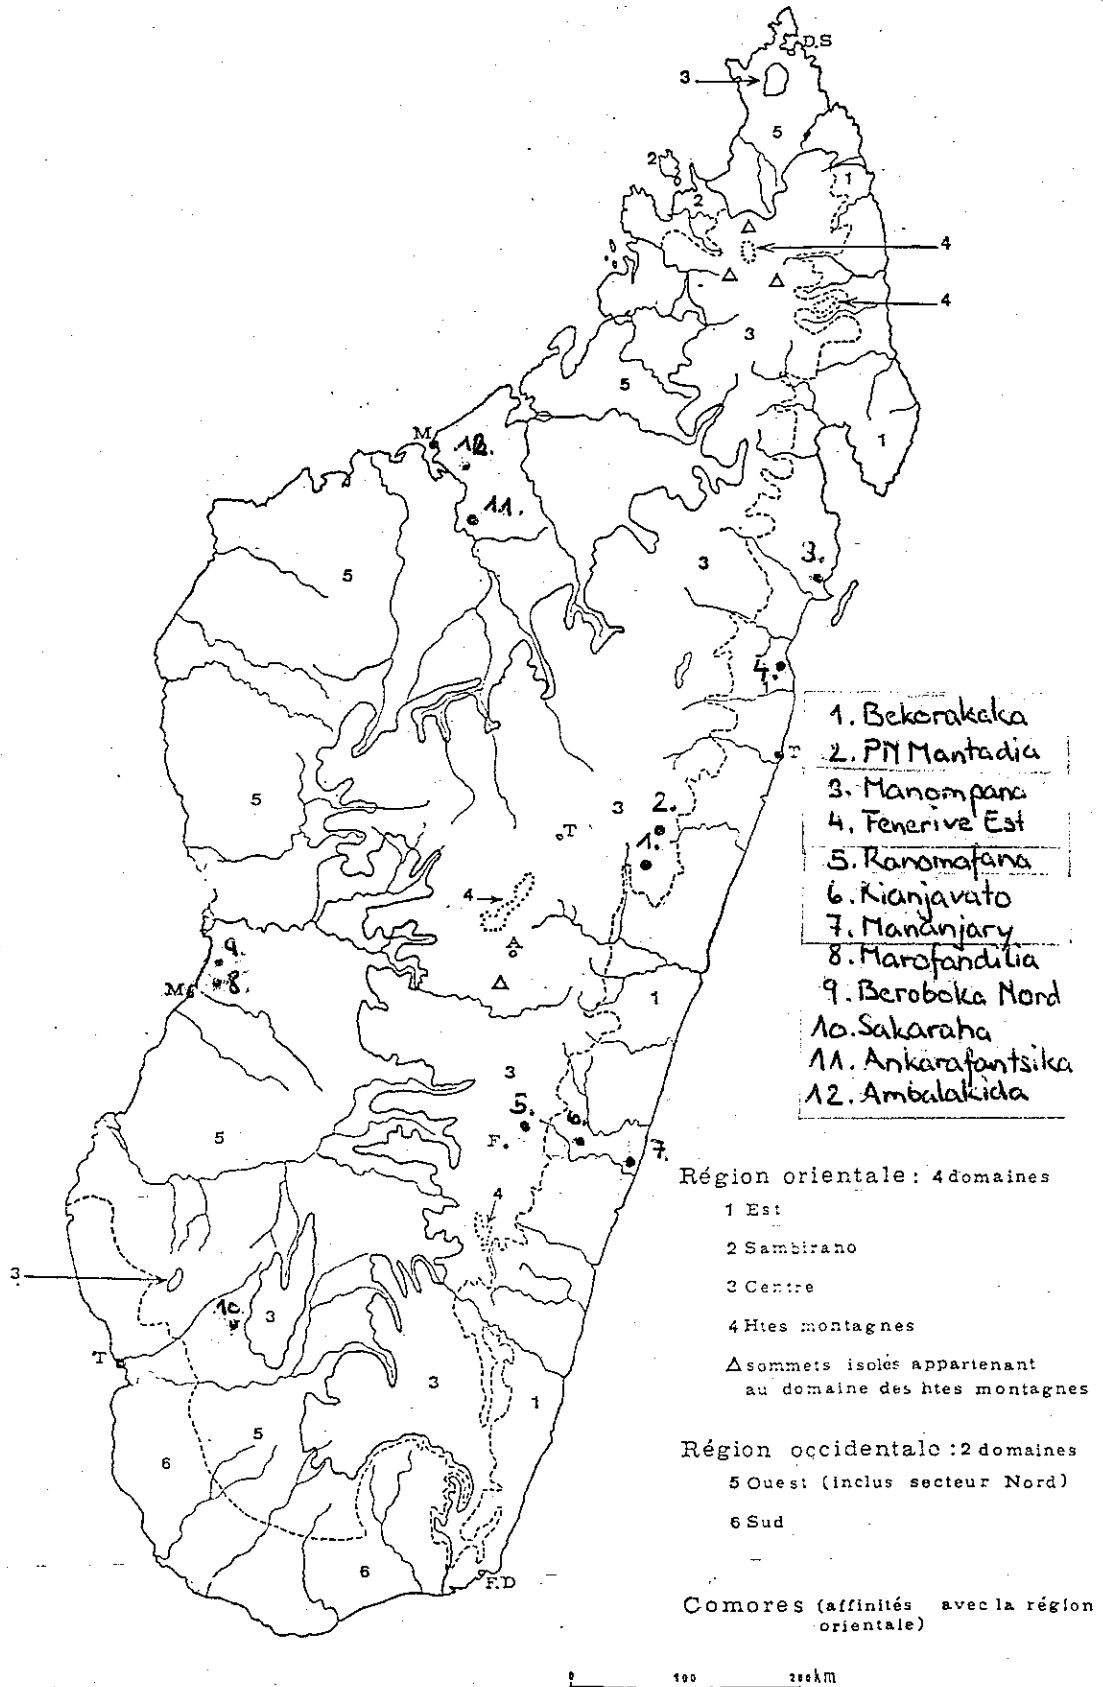 D.S
3
5
2
1
2
4
4
3
5
M
12.
1
11.
5
3
3.
4.
1
1. Bekorakaka
2. PN Mantadia
3. Manompana
4. Fenerive Est
5. Ranomafana
6. Kianjavato
7. Mananjary
8. Marofandilia
9. Beroboka Nord
10. Sakaraha
11. Ankarafantsika
12. Ambalakida
T
5
3
2.
T
1.
4
A
9.
8.
M
1
3
5.
6.
F.
7.
5
4
3
10.
3
T
3
1
5
6
6
F.D
Région orientale : 4 domaines
1 Est
2 Sambirano
3 Centre
4 Htes montagnes
△ sommets isolés appartenant
au domaine des htes montagnes
Région occidentale : 2 domaines
5 Ouest (inclus secteur Nord)
6 Sud
Comores (affinités avec la région
orientale)
0 100 200km